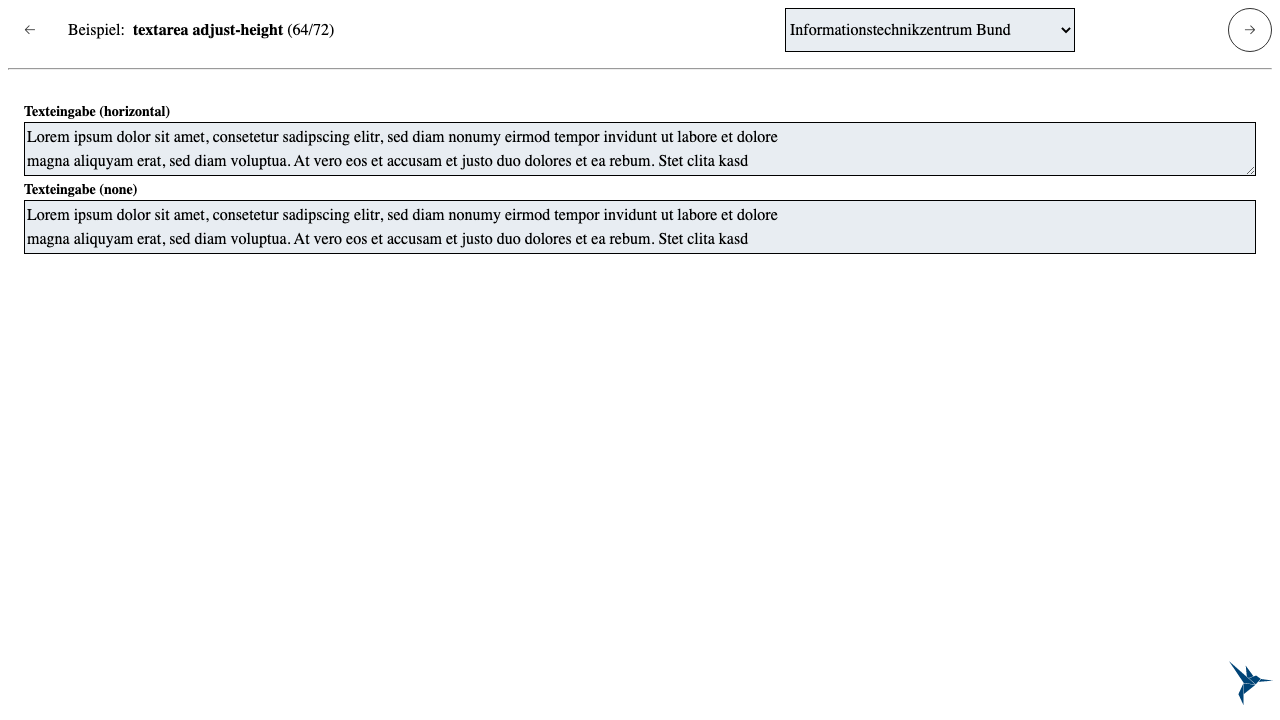 ← Beispiel: textarea adjust-height (64/72) Informationstechnikzentrum Bund →
Texteingabe (horizontal)
Lorem ipsum dolor sit amet, consetetur sadipscing elitr, sed diam nonumy eirmod tempor invidunt ut labore et dolore
magna aliquyam erat, sed diam voluptua. At vero eos et accusam et justo duo dolores et ea rebum. Stet clita kasd
Texteingabe (none)
Lorem ipsum dolor sit amet, consetetur sadipscing elitr, sed diam nonumy eirmod tempor invidunt ut labore et dolore
magna aliquyam erat, sed diam voluptua. At vero eos et accusam et justo duo dolores et ea rebum. Stet clita kasd